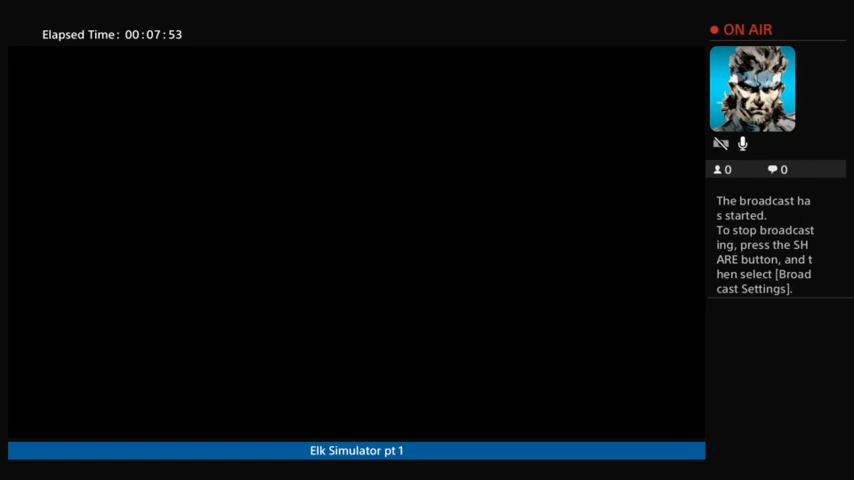 Elapsed Time: 00:07:53
ON AIR
0 0
The broadcast ha
s started.
To stop broadcast
ing, press the SH
ARE button, and t
hen select [Broad
cast Settings].
Elk Simulator pt 1